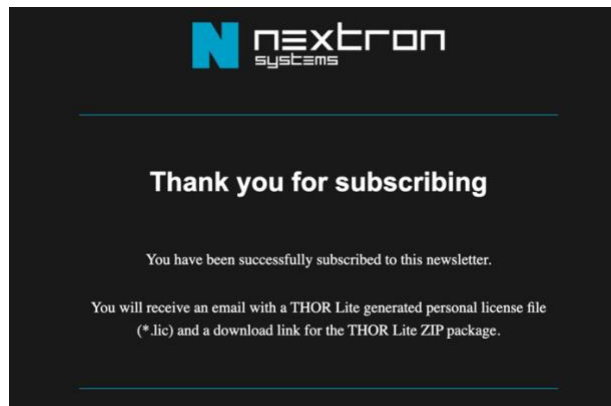 N nextron
systems
Thank you for subscribing
You have been successfully subscribed to this newsletter.
You will receive an email with a THOR Lite generated personal license file
(*.lic) and a download link for the THOR Lite ZIP package.